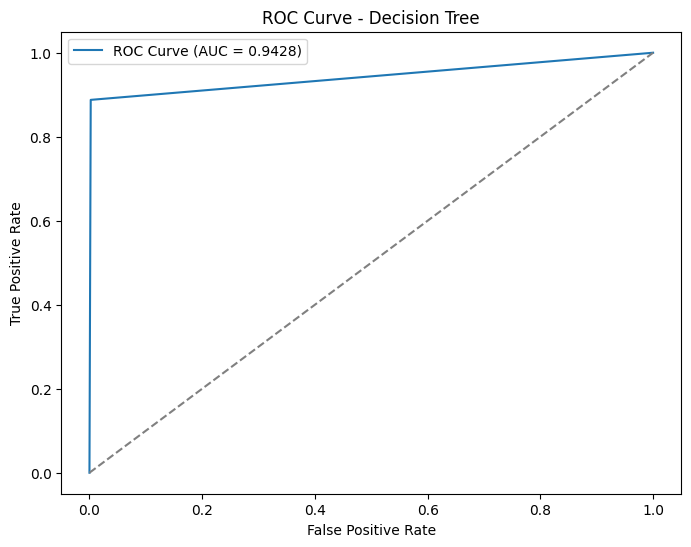 ROC Curve - Decision Tree
ROC Curve (AUC = 0.9428)
True Positive Rate
1.0
0.8
0.6
0.4
0.2
0.0
0.0 0.2 0.4 0.6 0.8 1.0
False Positive Rate